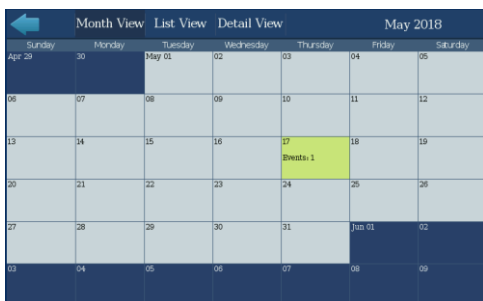 Month View List View Detail View May 2018
Sunday Monday Tuesday Wednesday Thursday Friday Saturday
Apr 29 30 May 01 02 03 04 05
06 07 08 09 10 11 12
13 14 15 16 17 18 19
Events: 1
20 21 22 23 24 25 26
27 28 29 30 31 Jun 01 02
03 04 05 06 07 08 09